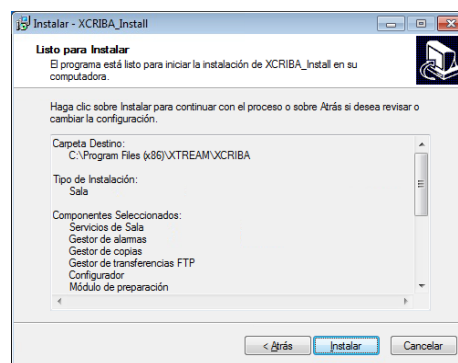 Instalar - XCRIBA_Install
Listo para Instalar
El programa está listo para iniciar la instalación de XCRIBA_Install en su
computadora.
Haga clic sobre Instalar para continuar con el proceso o sobre Atrás si desea revisar o
cambiar la configuración.
Carpeta Destino:
C:\Program Files (x86)\XTREAM\XCRIBA
Tipo de Instalación:
Sala
Componentes Seleccionados:
Servicios de Sala
Gestor de alarmas
Gestor de copias
Gestor de transferencias FTP
Configurador
Módulo de preparación
< Atrás Instalar Cancelar